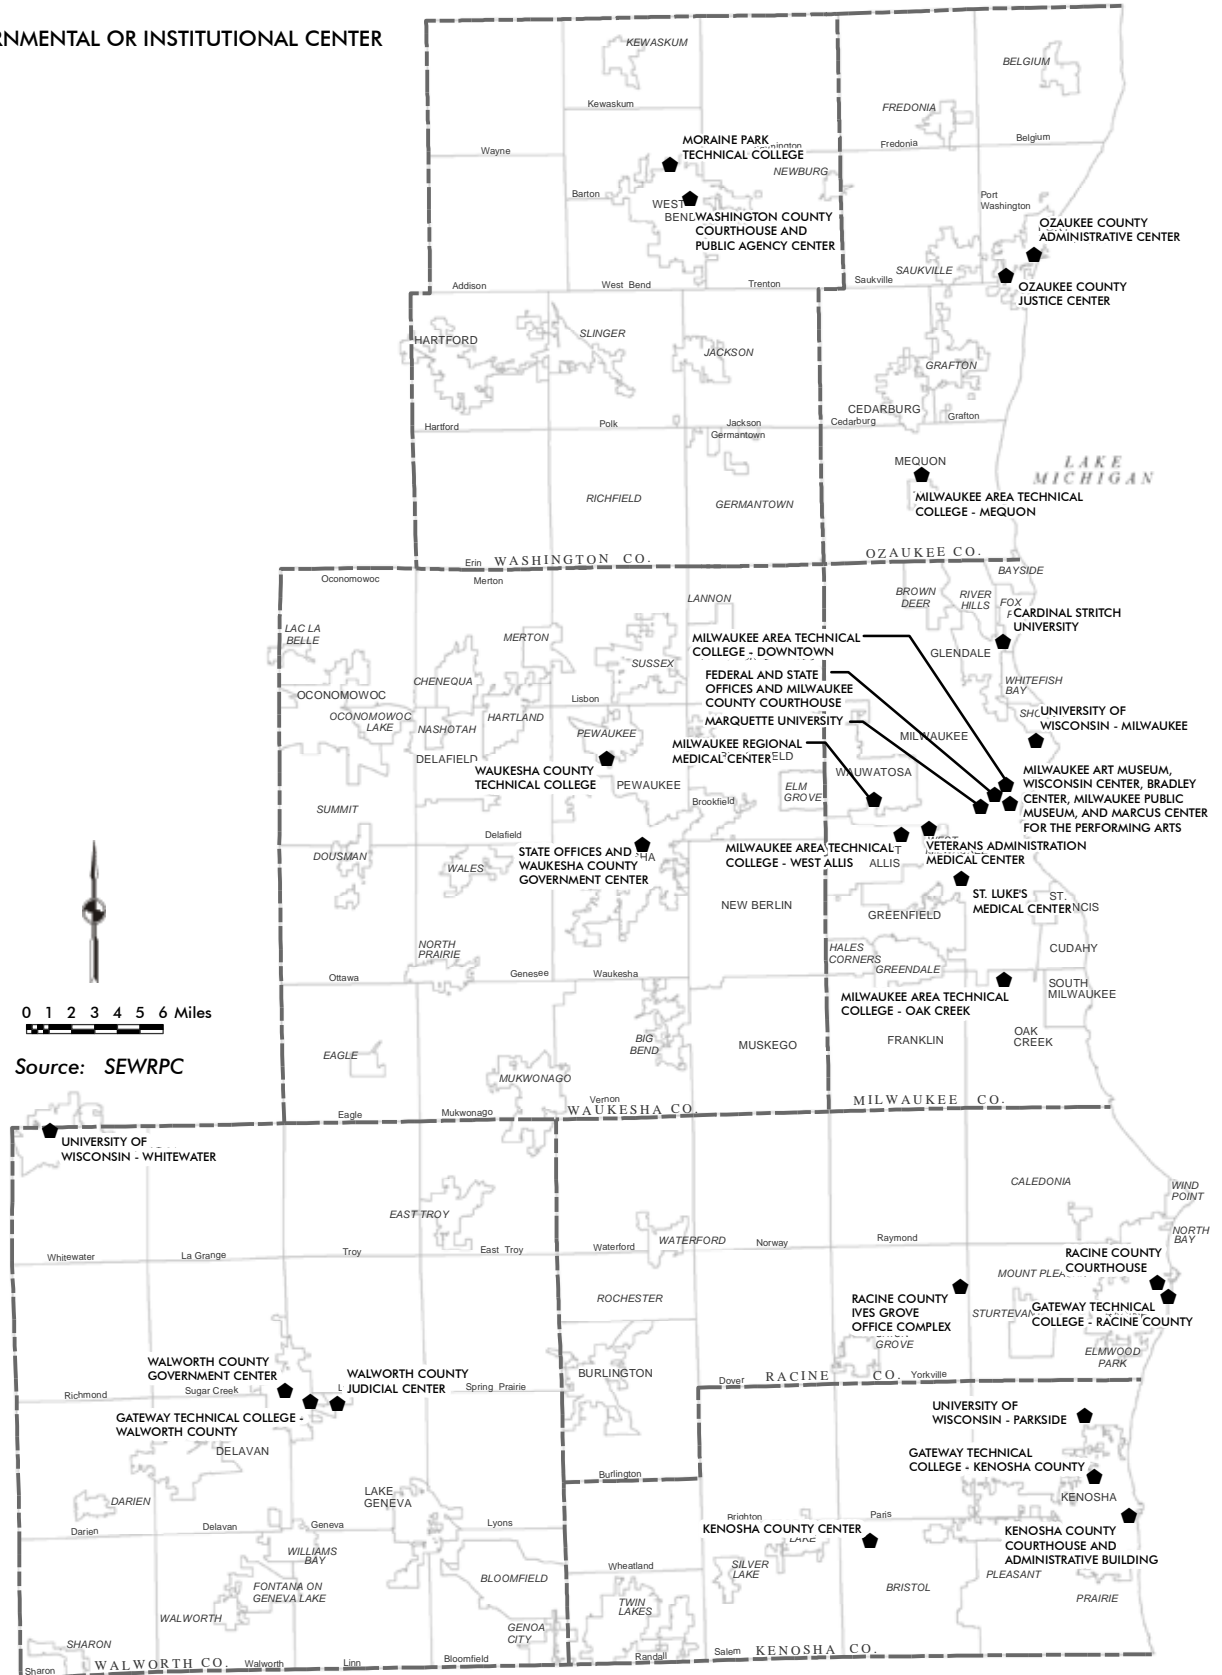 RNMENTAL OR INSTITUTIONAL CENTER
KEWASKUM
BELGIUM
Kewaskum
FREDONIA
Wayne
MORAINE PARK
TECHNICAL COLLEGE
Fredonia
Belgium
NEWBURG
Barton
WEST
BEND
WASHINGTON COUNTY
COURTHOUSE AND
PUBLIC AGENCY CENTER
Port
Washington
OZAUKEE COUNTY
ADMINISTRATIVE CENTER
SAUKVILLE
Saukville
OZAUKEE COUNTY
JUSTICE CENTER
Addison
West Bend
Trenton
HARTFORD
SLINGER
JACKSON
GRAFTON
CEDARBURG
Cedarburg
Grafton
Hartford
Polk
Jackson
Germantown
MEQUON
LAKE
MICHIGAN
MILWAUKEE AREA TECHNICAL
COLLEGE - MEQUON
RICHFIELD
GERMANTOWN
Erin
WASHINGTON CO.
OZAUKEE CO.
Oconomowoc
Merton
BAYSIDE
LANNON
BROWN
DEER
RIVER
HILLS
FOX
CARDINAL STRITCH
UNIVERSITY
LAC LA
BELLE
MERTON
SUSSEX
MILWAUKEE AREA TECHNICAL
COLLEGE - DOWNTOWN
GLENDALE
FEDERAL AND STATE
OFFICES AND MILWAUKEE
COUNTY COURTHOUSE
WHITEFISH
BAY
CHENEQUA
OCONOMOWOC
OCONOMOWOC
LAKE
Lisbon
HARTLAND
NASHOTAH
PEWAUKEE
MARQUETTE UNIVERSITY
UNIVERSITY OF
WISCONSIN - MILWAUKEE
MILWAUKEE
MILWAUKEE REGIONAL
MEDICAL CENTER
DELAFIELD
WAUKESHA COUNTY
TECHNICAL COLLEGE
PEWAUKEE
WAUWATOSA
MILWAUKEE ART MUSEUM,
WISCONSIN CENTER, BRADLEY
CENTER, MILWAUKEE PUBLIC
MUSEUM, AND MARCUS CENTER
FOR THE PERFORMING ARTS
ELM
GROVE
Brookfield
SUMMIT
Delafield
DOUSMAN
WALES
STATE OFFICES AND
WAUKESHA COUNTY
GOVERNMENT CENTER
MILWAUKEE AREA TECHNICAL
COLLEGE - WEST ALLIS
ALLIS
VETERANS ADMINISTRATION
MEDICAL CENTER
ST. LUKE'S
MEDICAL CENTER
ST.
NEW BERLIN
GREENFIELD
CUDAHY
NORTH
PRAIRIE
HALES
CORNERS
GREENDALE
Ottawa
Genesee
Waukesha
SOUTH
MILWAUKEE
MILWAUKEE AREA TECHNICAL
COLLEGE - OAK CREEK
0 1 2 3 4 5 6 Miles
Source: SEWRPC
EAGLE
BIG
BEND
MUSKEGO
FRANKLIN
OAK
CREEK
MUKWONAGO
Vernon
Eagle
Mukwonago
WAUKESHA CO.
MILWAUKEE CO.
UNIVERSITY OF
WISCONSIN - WHITEWATER
CALEDONIA
WIND
POINT
EAST TROY
WATERFORD
NORTH
BAY
Whitewater
La Grange
Troy
East Troy
Waterford
Norway
Raymond
RACINE COUNTY
COURTHOUSE
ROCHESTER
RACINE COUNTY
IVES GROVE
OFFICE COMPLEX
GROVE
GATEWAY TECHNICAL
COLLEGE - RACINE COUNTY
ELMWOOD
PARK
WALWORTH COUNTY
GOVERNMENT CENTER
WALWORTH COUNTY
JUDICIAL CENTER
BURLINGTON
Dover
RACINE CO.
Yorkville
Richmond
Sugar Creek
Spring Prairie
GATEWAY TECHNICAL COLLEGE -
WALWORTH COUNTY
DELAVAN
UNIVERSITY OF
WISCONSIN - PARKSIDE
GATEWAY TECHNICAL
COLLEGE - KENOSHA COUNTY
Burlington
KENOSHA
DARIEN
LAKE
GENEVA
Darien
Delavan
Geneva
Lyons
Brighton
Paris
KENOSHA COUNTY CENTER
LAKE
KENOSHA COUNTY
COURTHOUSE AND
ADMINISTRATIVE BUILDING
WILLIAMS
BAY
Wheatland
SILVER
LAKE
PLEASANT
PRAIRIE
BLOOMFIELD
BRISTOL
FONTANA ON
GENEVA LAKE
TWIN
LAKES
WALWORTH
GENOA
CITY
SHARON
Sharon
WALWORTH CO.
Walworth
Linn
Bloomfield
Randall
Salem
KENOSHA CO.